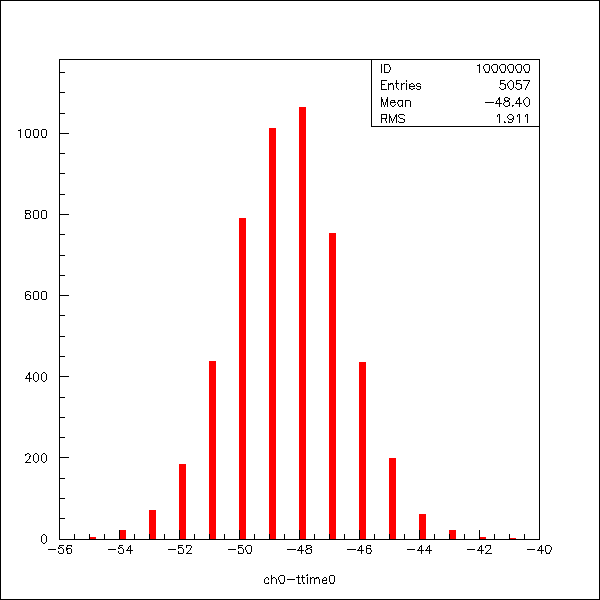 ID 1000000
Entries 5057
Mean -48.40
RMS 1.911
1000
800
600
400
200
0
-56 -54 -52 -50 -48 -46 -44 -42 -40
ch0-ttime0